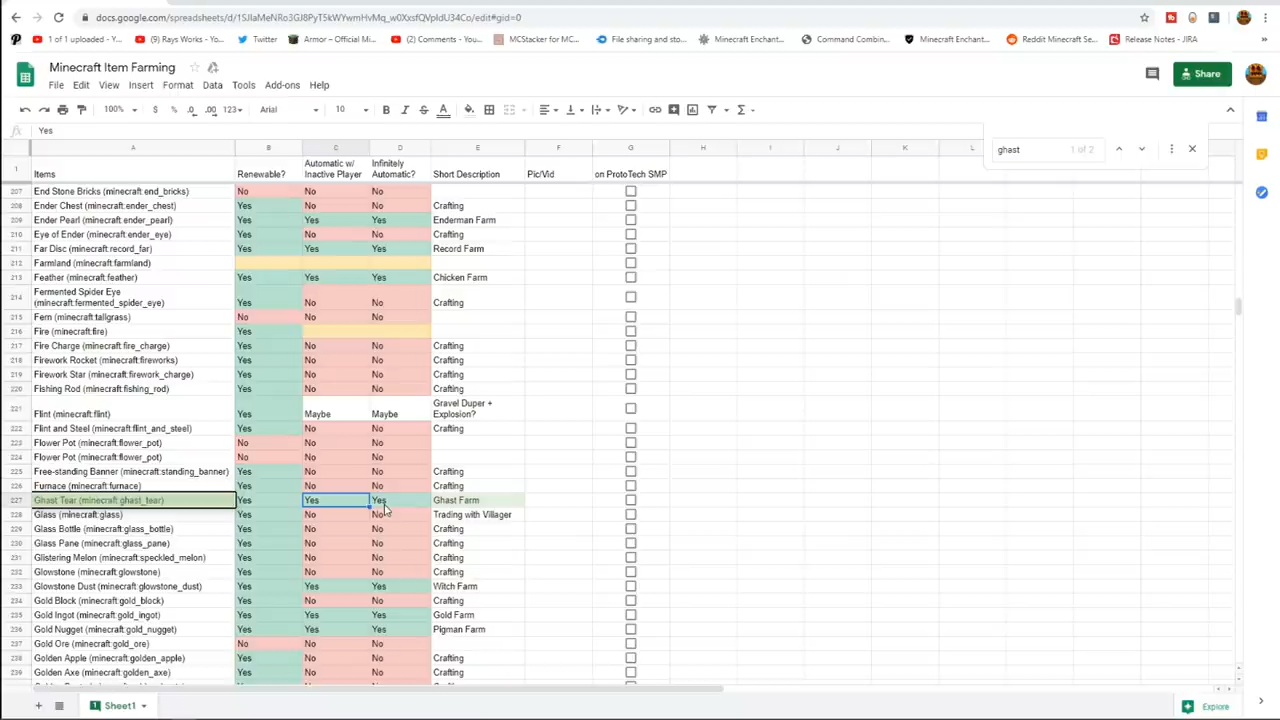 docs.google.com/spreadsheets/d/1SJIaMeNRo3GJ8PyT5kWYwmHvMq_w0XxsfQVpIdU34Co/edit#gid=0
1 of 1 uploaded - Y... (9) Rays Works - You... Twitter Armor – Official Mi... (2) Comments - You... MCStacker for MC... File sharing and sto... Minecraft Enchant... Command Combin... Minecraft Enchant... Reddit Minecraft Se... Release Notes - JIRA
Minecraft Item Farming
Share
File Edit View Insert Format Data Tools Add-ons Help
100% $ % .0 .00 123 Arial 10 B I S A
fx Yes
ghast 1 of 2
A B C D E F G H I J K L
1 Items Renewable? Automatic w/ Inactive Player Infinitely Automatic? Short Description Pic/Vid on ProtoTech SMP
207 End Stone Bricks (minecraft:end_bricks) No No No
208 Ender Chest (minecraft:ender_chest) Yes No No Crafting
209 Ender Pearl (minecraft:ender_pearl) Yes Yes Yes Enderman Farm
210 Eye of Ender (minecraft:ender_eye) Yes No No Crafting
211 Far Disc (minecraft:record_far) Yes Yes Yes Record Farm
212 Farmland (minecraft:farmland)
213 Feather (minecraft:feather) Yes Yes Yes Chicken Farm
214 Fermented Spider Eye (minecraft:fermented_spider_eye) Yes No No Crafting
215 Fern (minecraft:tallgrass) No No No
216 Fire (minecraft:fire) Yes
217 Fire Charge (minecraft:fire_charge) Yes No No Crafting
218 Firework Rocket (minecraft:fireworks) Yes No No Crafting
219 Firework Star (minecraft:firework_charge) Yes No No Crafting
220 Fishing Rod (minecraft:fishing_rod) Yes No No Crafting
221 Flint (minecraft:flint) Yes Maybe Maybe Gravel Duper + Explosion?
222 Flint and Steel (minecraft:flint_and_steel) Yes No No Crafting
223 Flower Pot (minecraft:flower_pot) No No No
224 Flower Pot (minecraft:flower_pot) No No No
225 Free-standing Banner (minecraft:standing_banner) Yes No No Crafting
226 Furnace (minecraft:furnace) Yes No No Crafting
227 Ghast Tear (minecraft:ghast_tear) Yes Yes Yes Ghast Farm
228 Glass (minecraft:glass) Yes No No Trading with Villager
229 Glass Bottle (minecraft:glass_bottle) Yes No No Crafting
230 Glass Pane (minecraft:glass_pane) Yes No No Crafting
231 Glistering Melon (minecraft:speckled_melon) Yes No No Crafting
232 Glowstone (minecraft:glowstone) Yes No No Crafting
233 Glowstone Dust (minecraft:glowstone_dust) Yes Yes Yes Witch Farm
234 Gold Block (minecraft:gold_block) Yes No No Crafting
235 Gold Ingot (minecraft:gold_ingot) Yes Yes Yes Gold Farm
236 Gold Nugget (minecraft:gold_nugget) Yes Yes Yes Pigman Farm
237 Gold Ore (minecraft:gold_ore) No No No
238 Golden Apple (minecraft:golden_apple) Yes No No Crafting
239 Golden Axe (minecraft:golden_axe) Yes No No Crafting
Sheet1
Explore